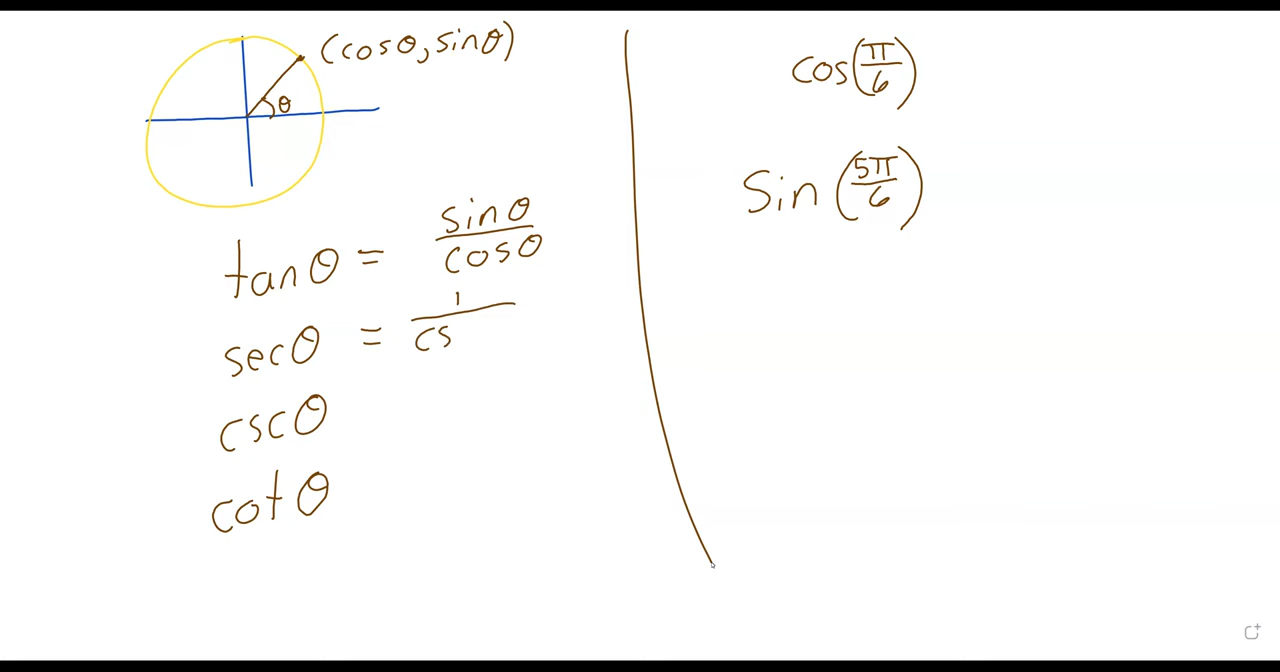 (cosθ, sinθ)
θ
tanθ = sinθ/cosθ
secθ = 1/cs
cscθ
cotθ
cos(π/6)
Sin(5π/6)